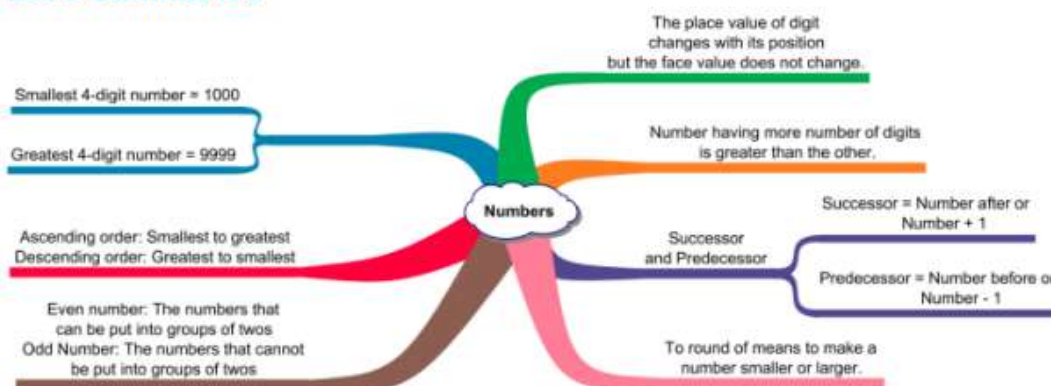 The place value of digit
changes with its position
but the face value does not change.
Smallest 4-digit number = 1000
Greatest 4-digit number = 9999
Number having more number of digits
is greater than the other.
Numbers
Successor = Number after or
Number + 1
Successor
and Predecessor
Predecessor = Number before or
Number - 1
Ascending order: Smallest to greatest
Descending order: Greatest to smallest
Even number: The numbers that
can be put into groups of twos
Odd Number: The numbers that cannot
be put into groups of twos
To round of means to make a
number smaller or larger.